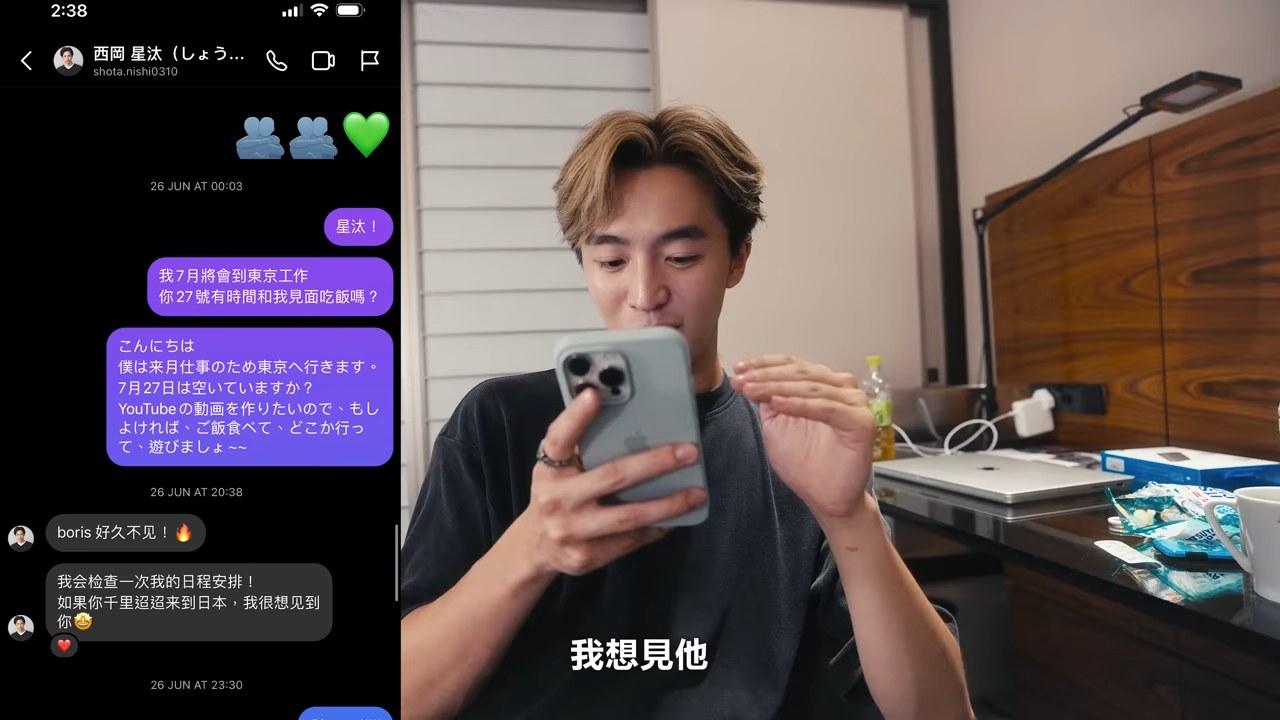 2:38
西岡 星汰（しょう...
shota.nishi0310
26 JUN AT 00:03
星汰！
我7月將會到東京工作
你27號有時間和我見面吃飯嗎？
こんにちは
僕は来月仕事のため東京へ行きます。
7月27日は空いていますか？
YouTubeの動画を作りたいので、もし
よければ、ご飯食べて、どこか行っ
て、遊びましょ~~
26 JUN AT 20:38
boris 好久不见！🔥
我会检查一次我的日程安排！
如果你千里迢迢来到日本，我很想见到
你🤩
26 JUN AT 23:30
我想見他